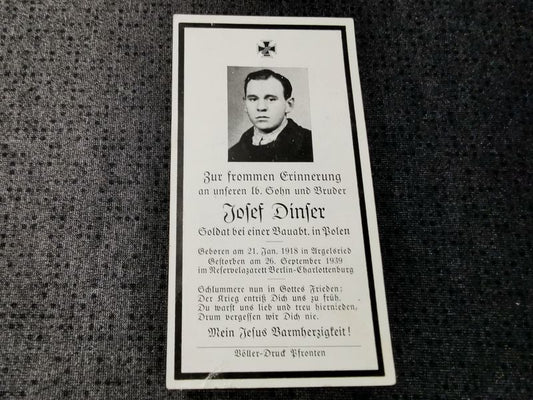 Zur frommen Erinnerung
an unseren lb. Sohn und Bruder
Josef Dinser
Soldat bei einer Bauabt. in Polen
Geboren am 21. Jan. 1918 in Argelsried
Gestorben am 26. September 1939
im Reservelazarett Berlin-Charlottenburg
Schlummere nun in Gottes Frieden:
Der Krieg entriß Dich uns zu früh.
Du warst uns lieb und treu hiernieden,
Drum vergessen wir Dich nie.
Mein Jesus Barmherzigkeit!
Völler-Druck Pfronten